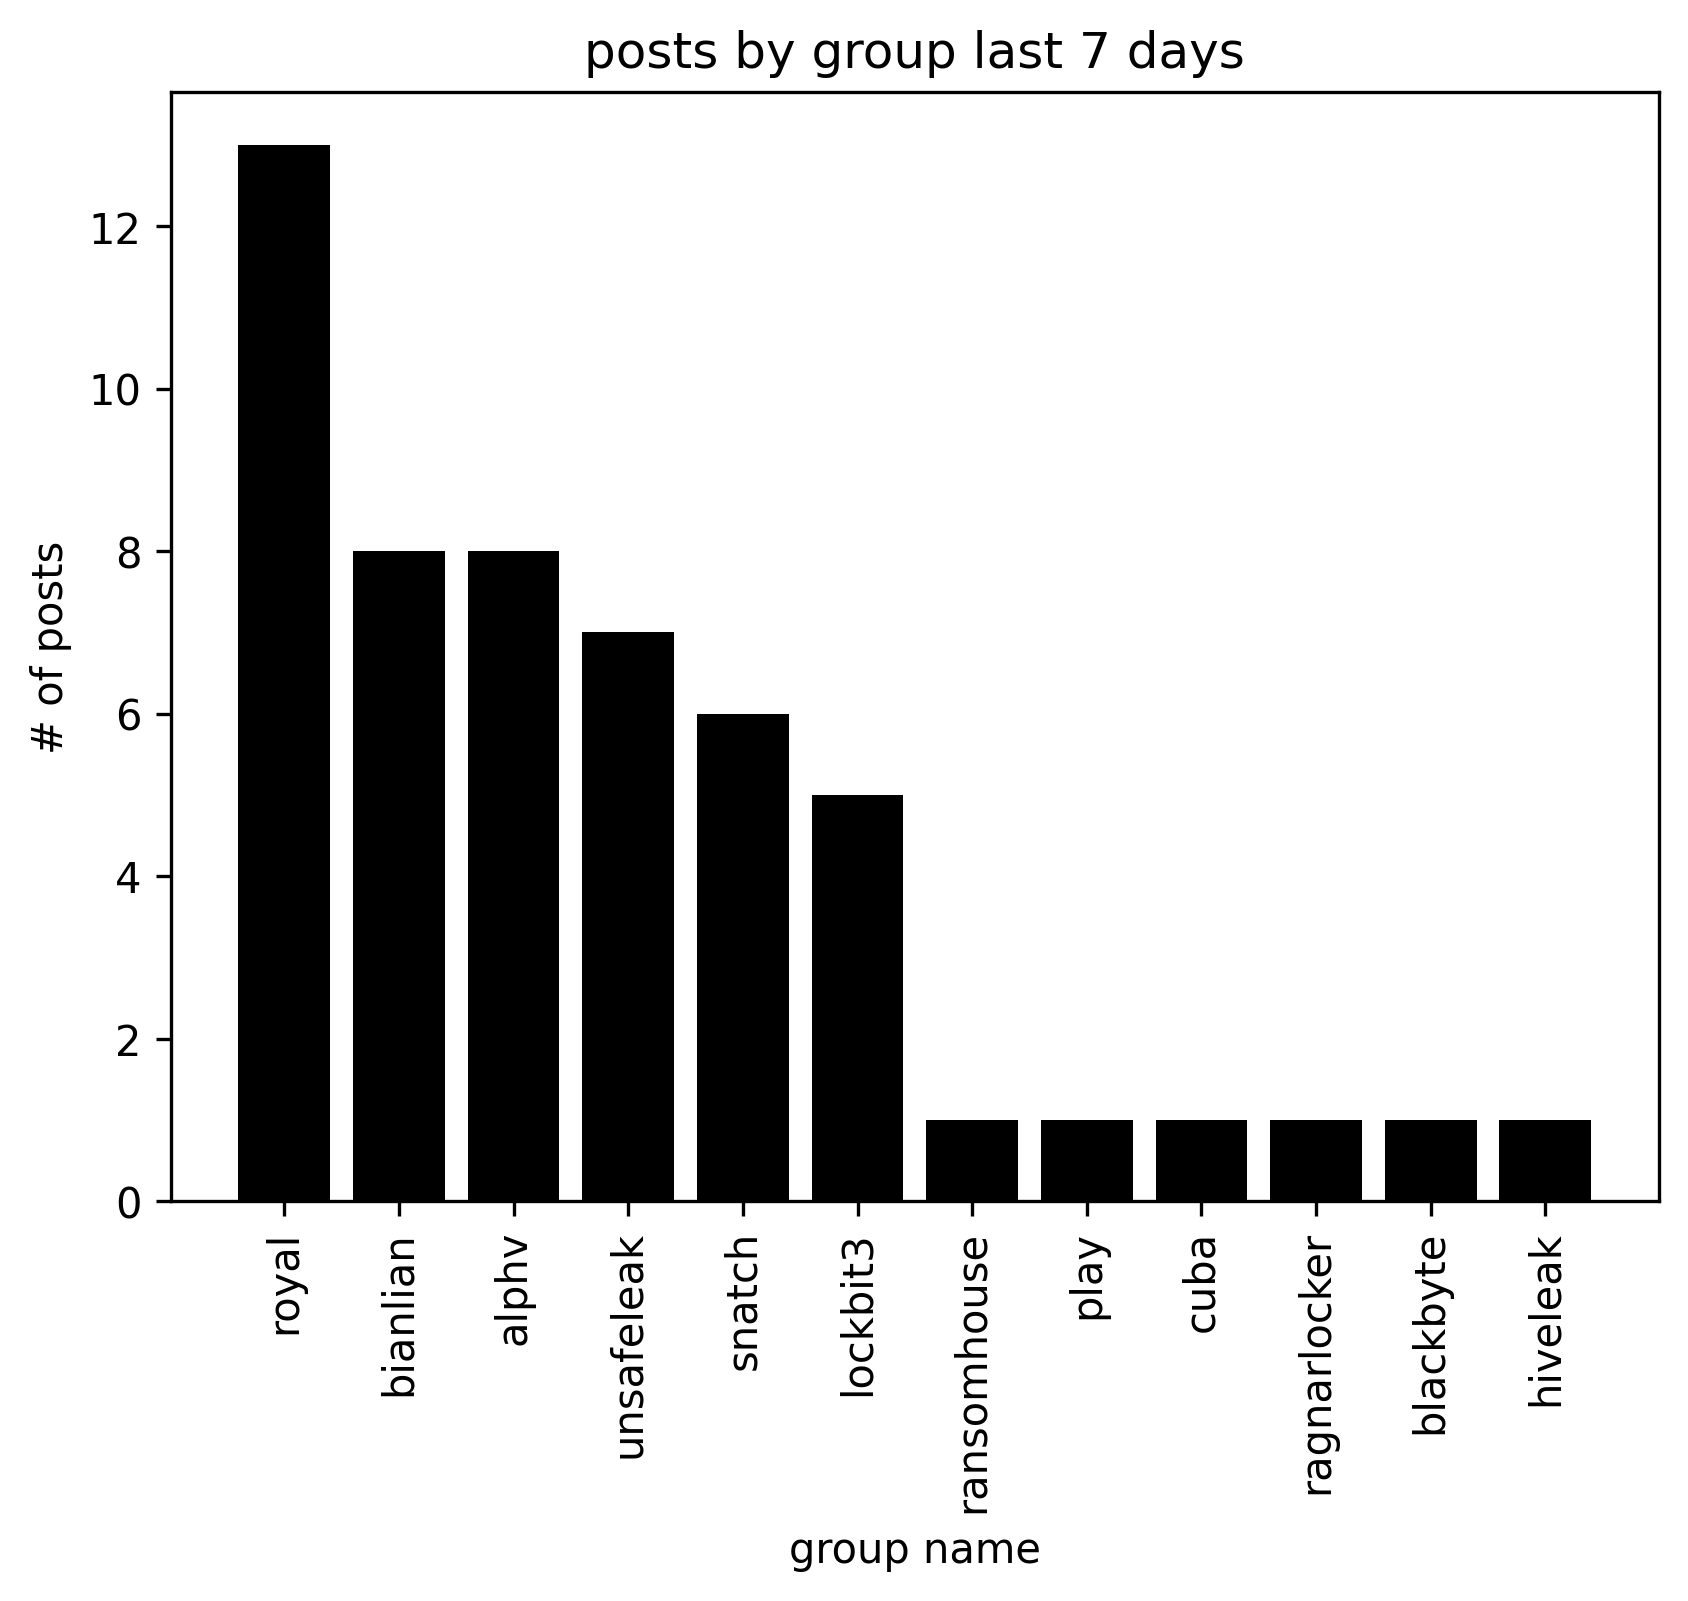 posts by group last 7 days
12
10
8
6
4
2
0
# of posts
royal
bianlian
alphv
unsafeleak
snatch
lockbit3
ransomhouse
play
cuba
ragnarlocker
blackbyte
hiveleak
group name